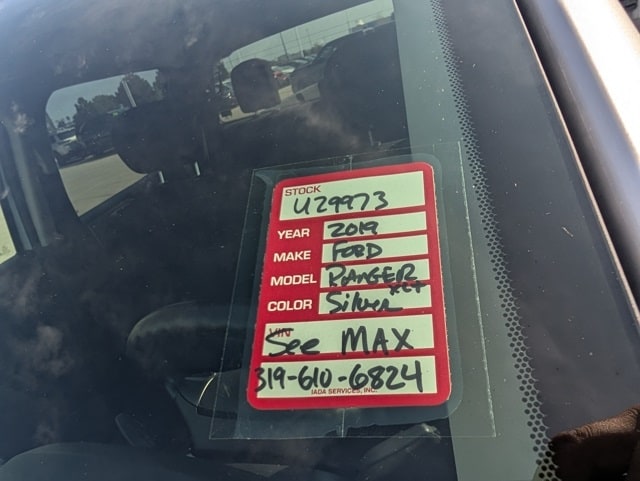 STOCK
U29973
YEAR 2019
MAKE FORD
MODEL RANGER
XLT
COLOR Silver
VIN
See MAX
319-610-6824
IADA SERVICES, INC.